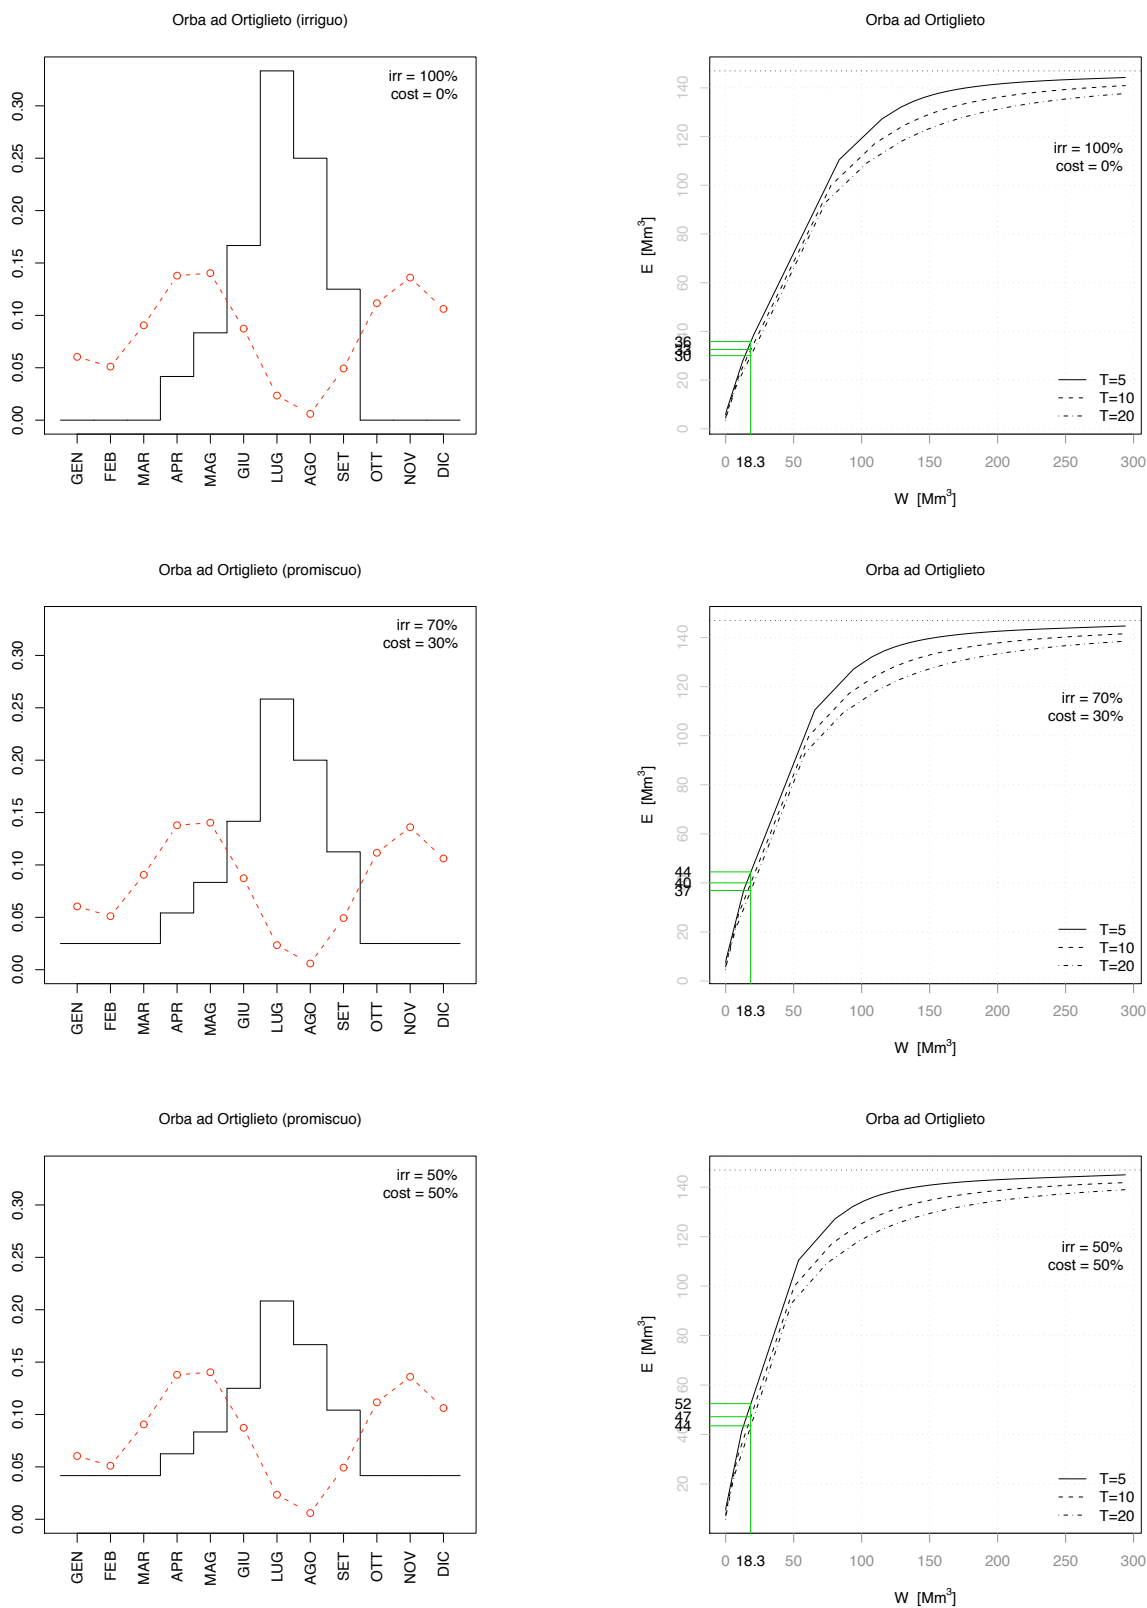 Orba ad Ortiglieto (irriguo)
irr = 100%
cost = 0%
0.30
0.25
0.20
0.15
0.10
0.05
0.00
GEN FEB MAR APR MAG GIU LUG AGO SET OTT NOV DIC
Orba ad Ortiglieto
irr = 100%
cost = 0%
E [Mm³]
140
120
100
80
60
40
20
0
36
33
30
T=5
T=10
T=20
0 18.3 50 100 150 200 250 300
W [Mm³]
Orba ad Ortiglieto (promiscuo)
irr = 70%
cost = 30%
0.30
0.25
0.20
0.15
0.10
0.05
0.00
GEN FEB MAR APR MAG GIU LUG AGO SET OTT NOV DIC
Orba ad Ortiglieto
irr = 70%
cost = 30%
E [Mm³]
140
120
100
80
60
20
0
44
40
37
T=5
T=10
T=20
0 18.3 50 100 150 200 250 300
W [Mm³]
Orba ad Ortiglieto (promiscuo)
irr = 50%
cost = 50%
0.30
0.25
0.20
0.15
0.10
0.05
0.00
GEN FEB MAR APR MAG GIU LUG AGO SET OTT NOV DIC
Orba ad Ortiglieto
irr = 50%
cost = 50%
E [Mm³]
140
120
100
80
60
40
20
52
47
44
T=5
T=10
T=20
0 18.3 50 100 150 200 250 300
W [Mm³]